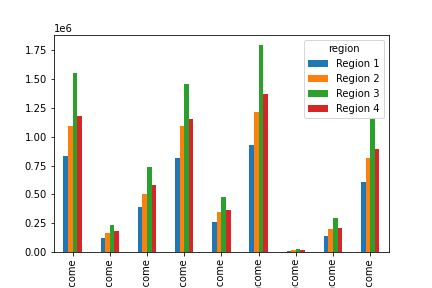 1e6
region
Region 1
Region 2
Region 3
Region 4
1.75
1.50
1.25
1.00
0.75
0.50
0.25
0.00
:come :come :come :come :come :come :come :come